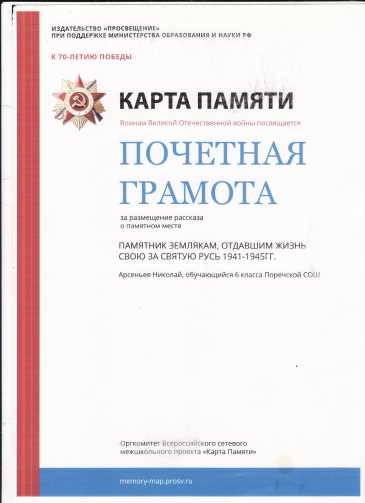 ИЗДАТЕЛЬСТВО «ПРОСВЕЩЕНИЕ»
ПРИ ПОДДЕРЖКЕ МИНИСТЕРСТВА ОБРАЗОВАНИЯ И НАУКИ РФ
К 70-ЛЕТИЮ ПОБЕДЫ
КАРТА ПАМЯТИ
Воинам Великой Отечественной войны посвящается
ПОЧЕТНАЯ
ГРАМОТА
за размещение рассказа
о памятном месте
ПАМЯТНИК ЗЕМЛЯКАМ, ОТДАВШИМ ЖИЗНЬ
СВОЮ ЗА СВЯТУЮ РУСЬ 1941-1945ГГ.
Арсеньев Николай, обучающийся 6 класса Поречской СОШ
Оргкомитет Всероссийского сетевого
межшкольного проекта «Карта Памяти»
memory-map.prosv.ru